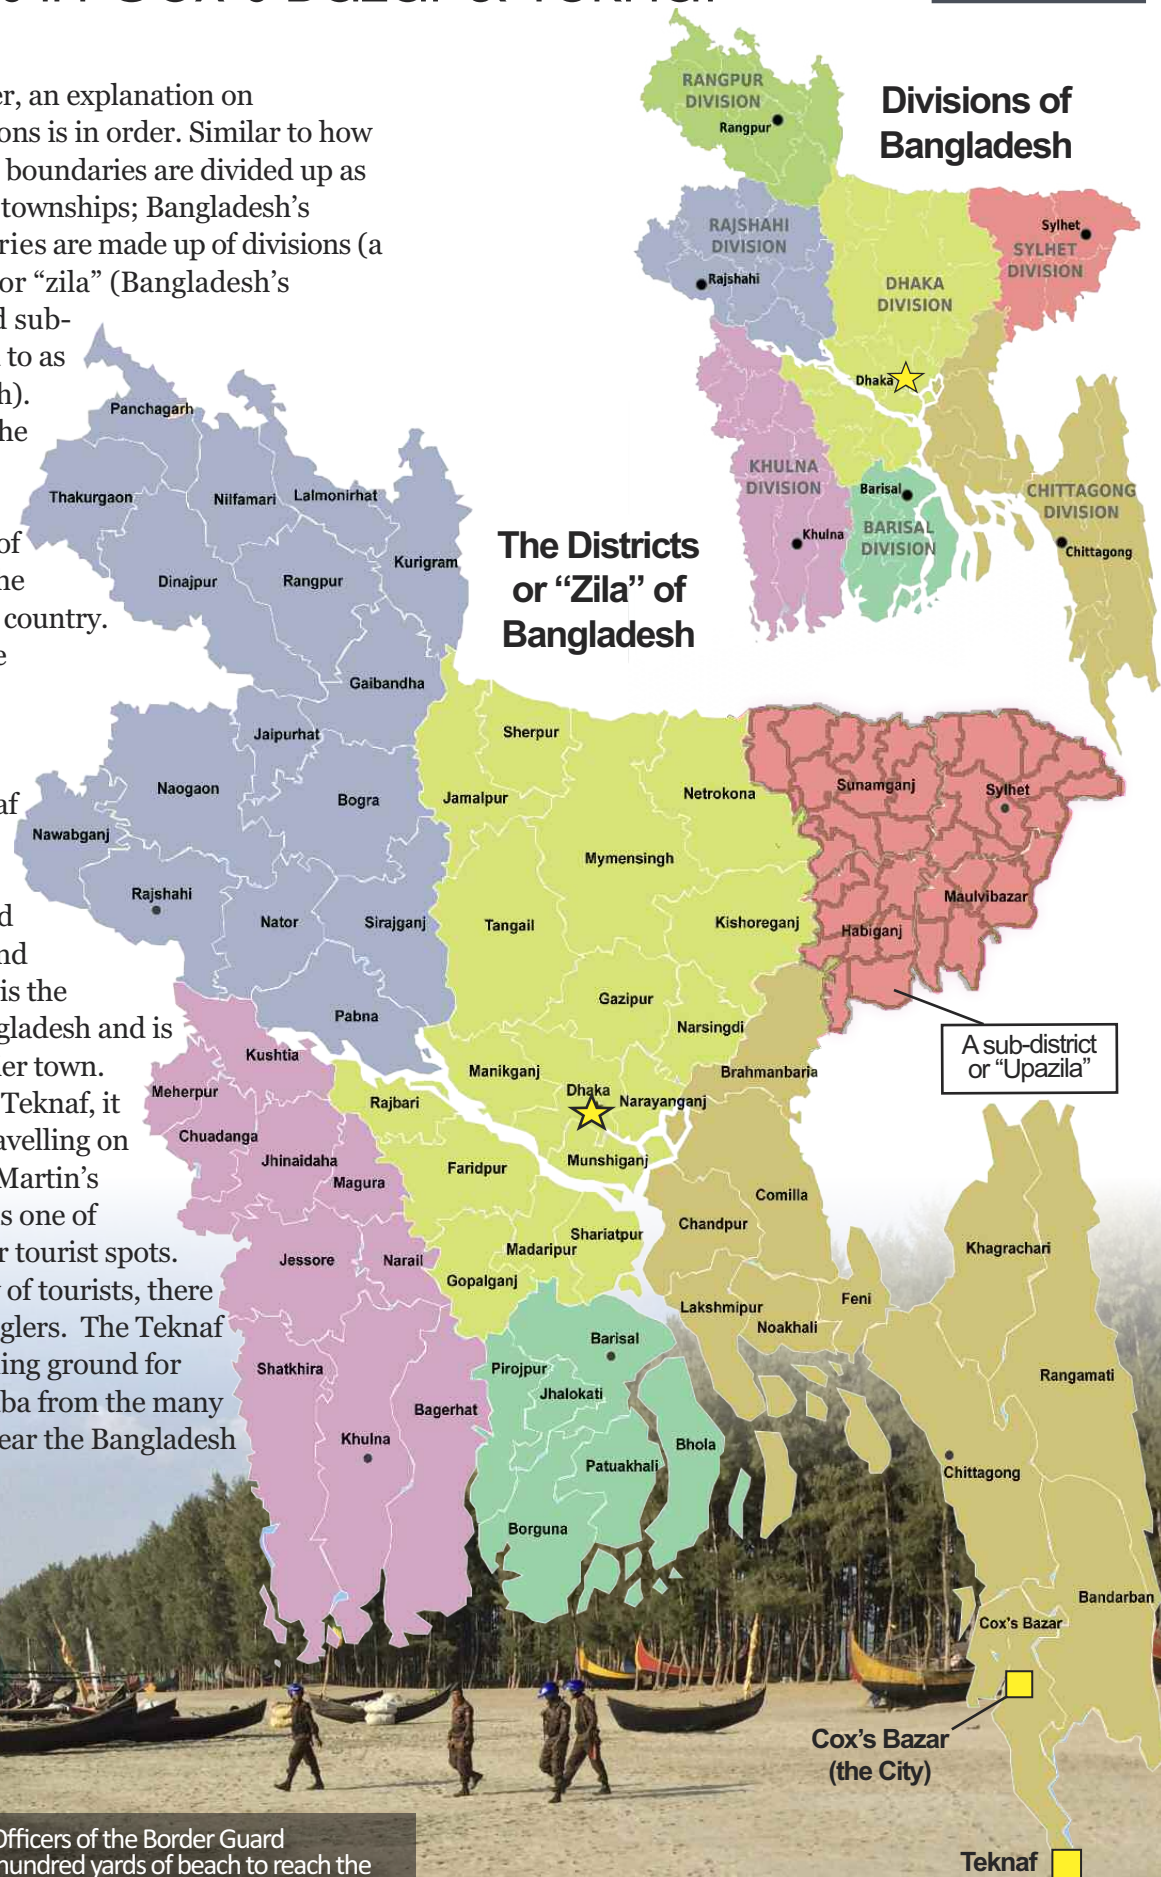 er, an explanation on
ons is in order. Similar to how
boundaries are divided up as
townships; Bangladesh’s
ries are made up of divisions (a
or “zila” (Bangladesh’s
d sub-
to as
h).
he
of
ne
country.
e
af
d
nd
is the
gladesh and is
er town.
Teknaf, it
avelling on
Martin’s
s one of
r tourist spots.
y of tourists, there
glers. The Teknaf
ing ground for
aba from the many
ear the Bangladesh
Divisions of
Bangladesh
RANGPUR
DIVISION
Rangpur
RAJSHAHI
DIVISION
Rajshahi
DHAKA
DIVISION
Dhaka
Sylhet
SYLHET
DIVISION
KHULNA
DIVISION
Khulna
Barisal
BARISAL
DIVISION
CHITTAGONG
DIVISION
Chittagong
The Districts
or “Zila” of
Bangladesh
Panchagarh
Thakurgaon
Nilfamari
Lalmonirhat
Kurigram
Dinajpur
Rangpur
Gaibandha
Jaipurhat
Naogaon
Bogra
Nawabganj
Rajshahi
Nator
Sirajganj
Pabna
Sherpur
Jamalpur
Netrokona
Mymensingh
Tangail
Kishoreganj
Gazipur
Narsingdi
Manikganj
Dhaka
Narayanganj
Munshiganj
Rajbari
Faridpur
Shariatpur
Madaripur
Gopalganj
Sunamganj
Sylhet
Maulvibazar
Habiganj
A sub-district
or “Upazila”
Kushtia
Meherpur
Chuadanga
Jhinaidaha
Magura
Jessore
Narail
Shatkhira
Khulna
Bagerhat
Barisal
Pirojpur
Jhalokati
Patuakhali
Bhola
Borguna
Brahmanbaria
Comilla
Chandpur
Lakshmipur
Noakhali
Feni
Khagrachari
Rangamati
Chittagong
Bandarban
Cox's Bazar
Cox’s Bazar
(the City)
Teknaf
Officers of the Border Guard
hundred yards of beach to reach the